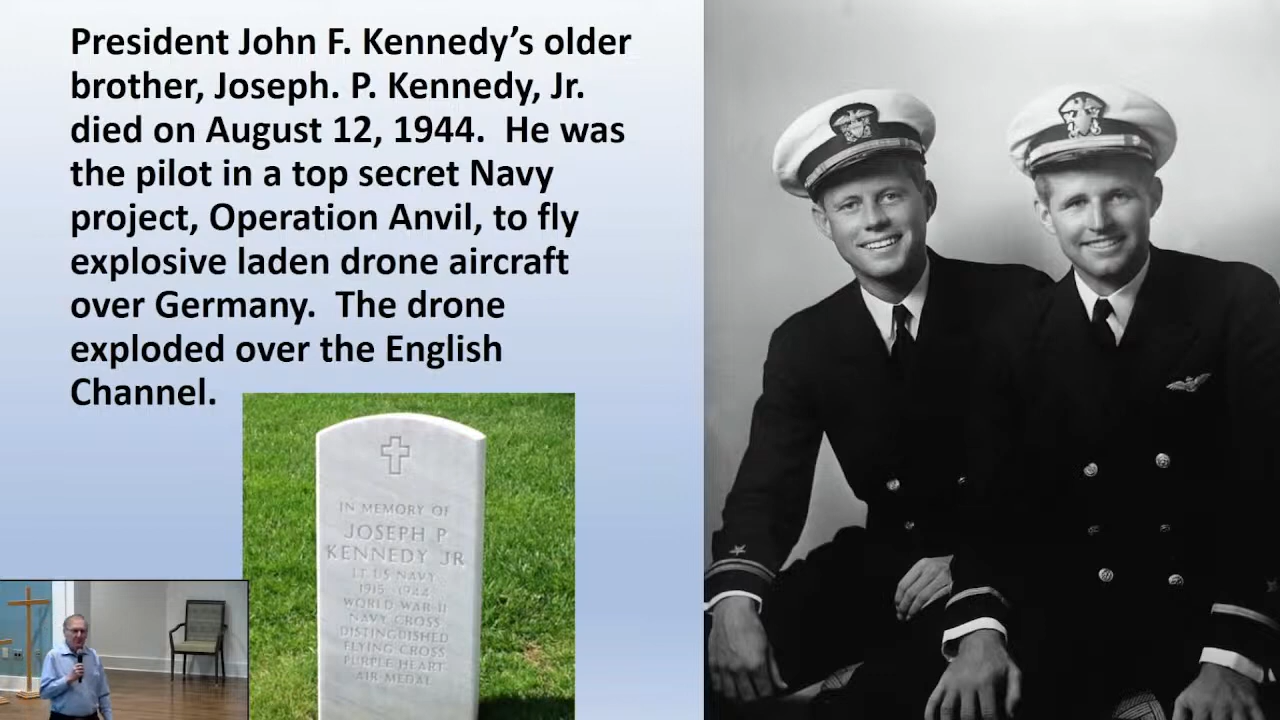 President John F. Kennedy’s older
brother, Joseph. P. Kennedy, Jr.
died on August 12, 1944.  He was
the pilot in a top secret Navy
project, Operation Anvil, to fly
explosive laden drone aircraft
over Germany.  The drone
exploded over the English
Channel.
IN MEMORY OF
JOSEPH P
KENNEDY JR
LT US NAVY
1915 1944
WORLD WAR II
NAVY CROSS
DISTINGUISHED
FLYING CROSS
PURPLE HEART
AIR MEDAL